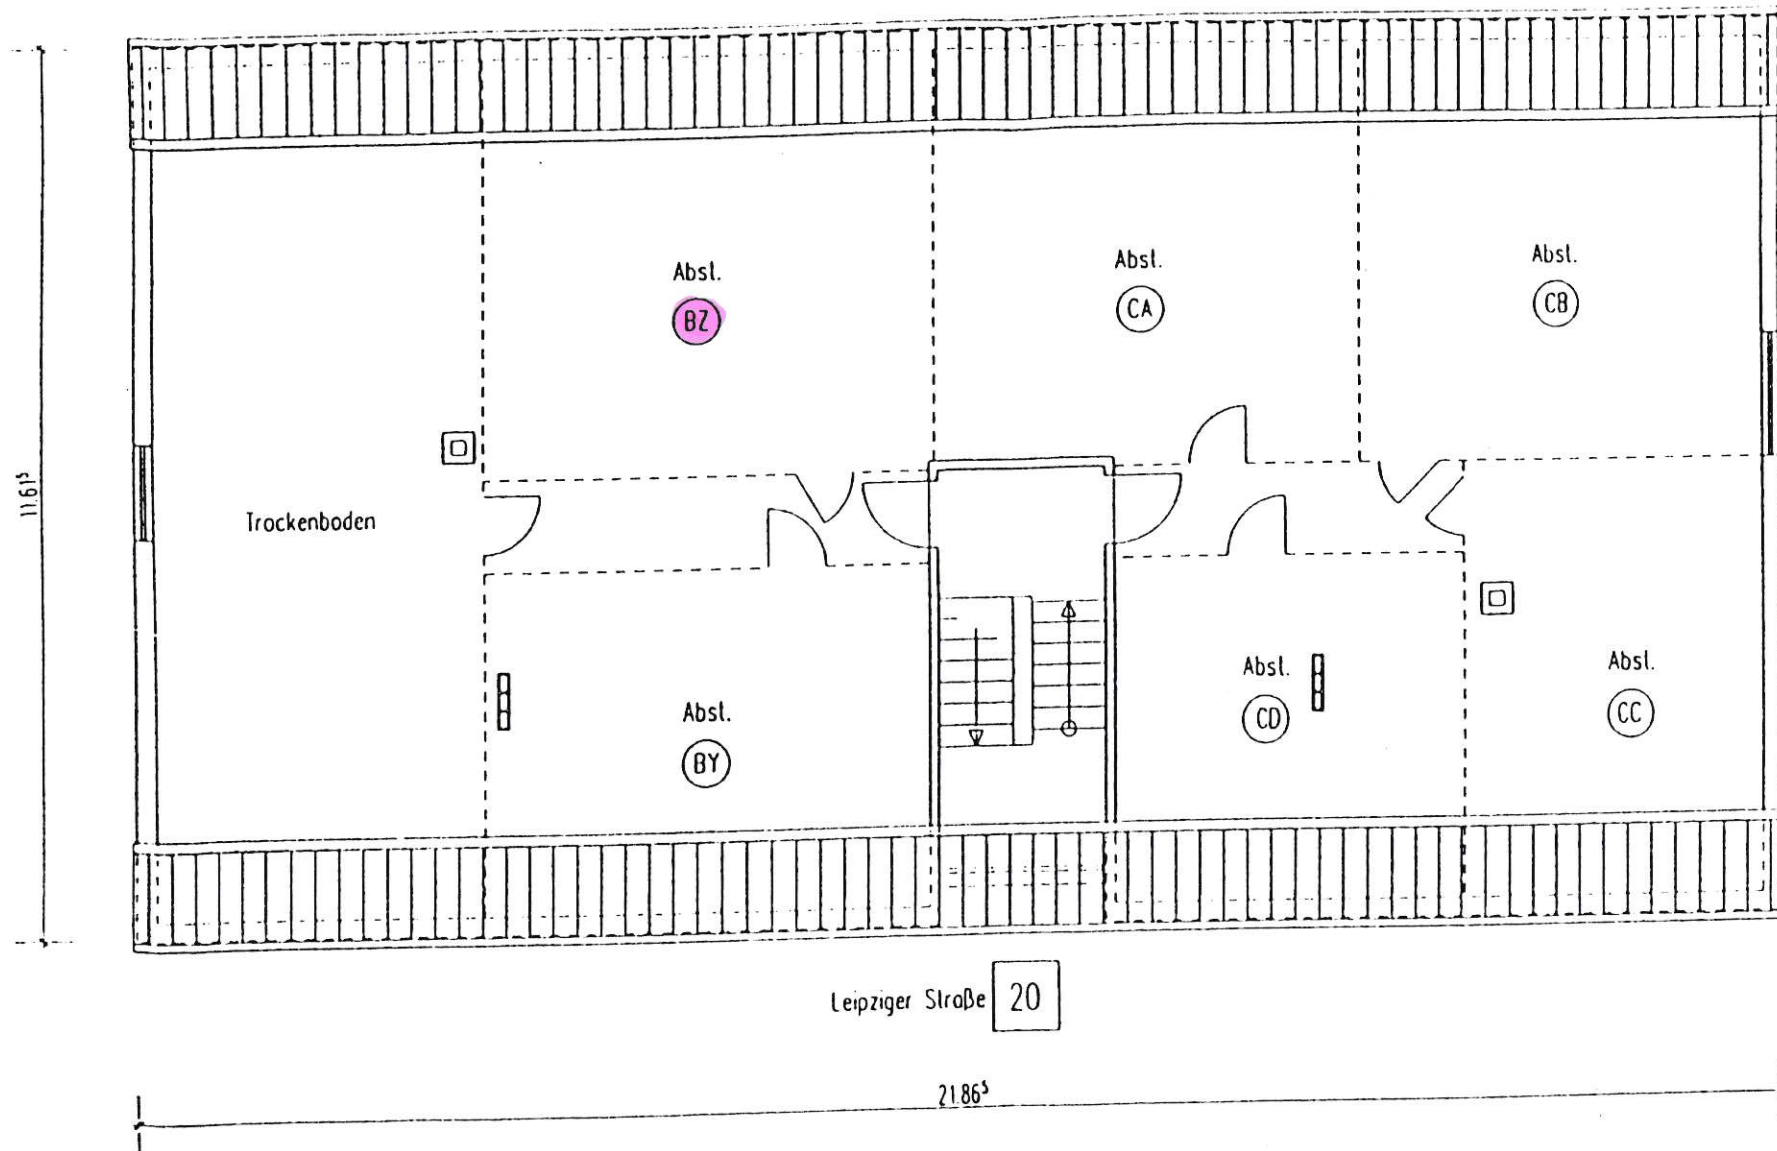 Abst.
BZ
Abst.
CA
Abst.
CB
11.61⁵
Trockenboden
Abst.
BY
Abst.
CD
Abst.
CC
Leipziger Straße 20
21.86⁵